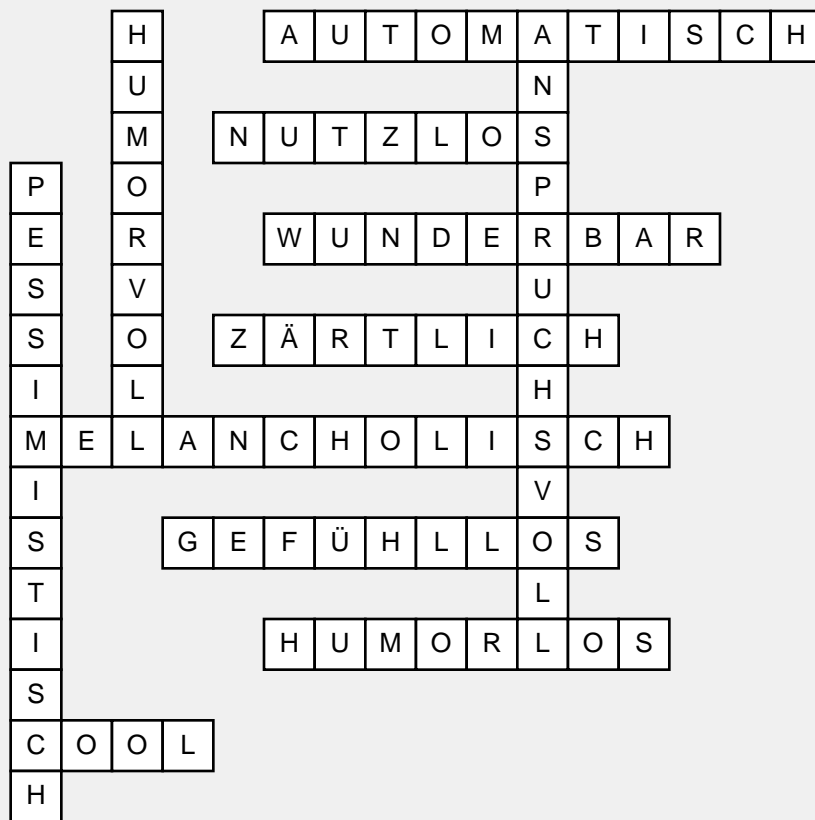 HUMORVOLL
AUTOMATISCH
ANSPRUCHSVOLL
NUTZLOS
PESSIMISTISCH
WUNDERBAR
ZÄRTLICH
MELANCHOLISCH
GEFÜHLLOS
HUMORLOS
COOL